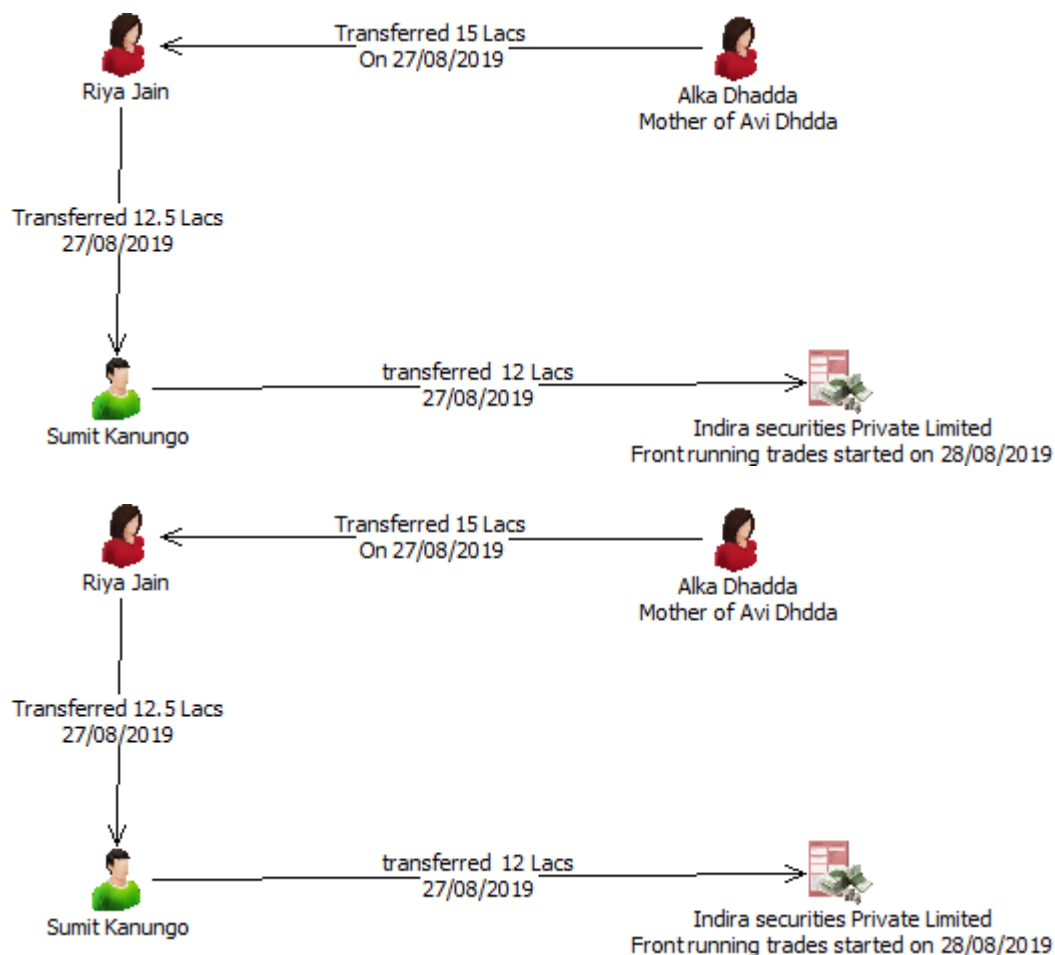 Transferred 15 Lacs
On 27/08/2019
Riya Jain
Alka Dhadda
Mother of Avi Dhdda
Transferred 12.5 Lacs
27/08/2019
transferred 12 Lacs
27/08/2019
Sumit Kanungo
Indira securities Private Limited
Front running trades started on 28/08/2019
Transferred 15 Lacs
On 27/08/2019
Riya Jain
Alka Dhadda
Mother of Avi Dhdda
Transferred 12.5 Lacs
27/08/2019
transferred 12 Lacs
27/08/2019
Sumit Kanungo
Indira securities Private Limited
Front running trades started on 28/08/2019